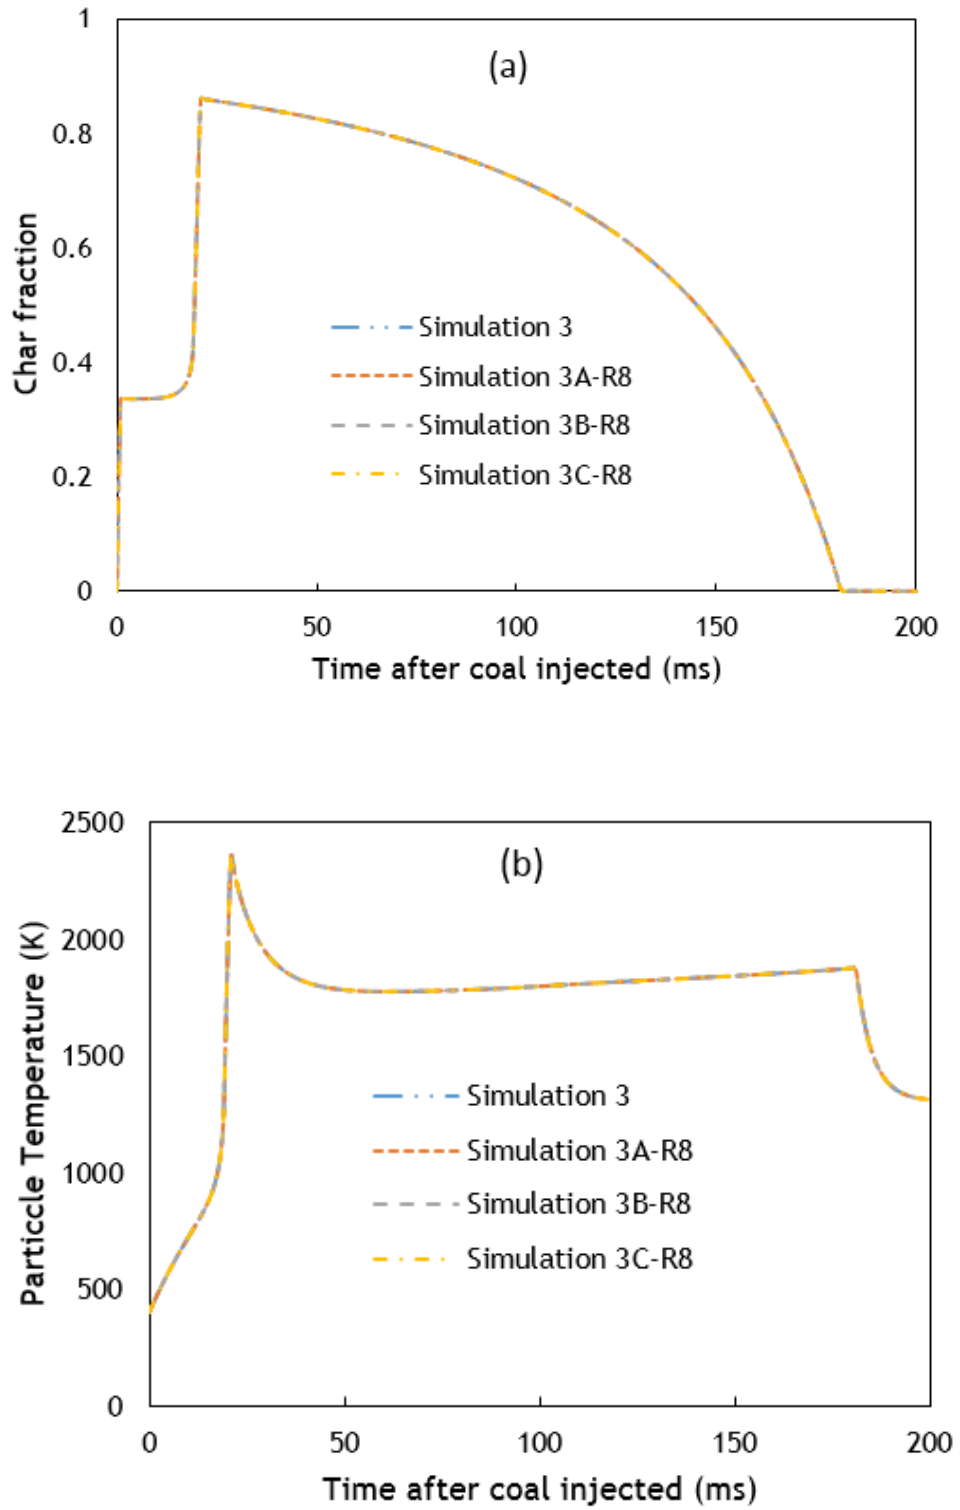 1
(a)
0.8
0.6
Char fraction
Simulation 3
0.4
Simulation 3A-R8
Simulation 3B-R8
0.2
Simulation 3C-R8
0
0 50 100 150 200
Time after coal injected (ms)
2500
(b)
2000
Particcle Temperature (K)
1500
Simulation 3
Simulation 3A-R8
1000
Simulation 3B-R8
Simulation 3C-R8
500
0
0 50 100 150 200
Time after coal injected (ms)